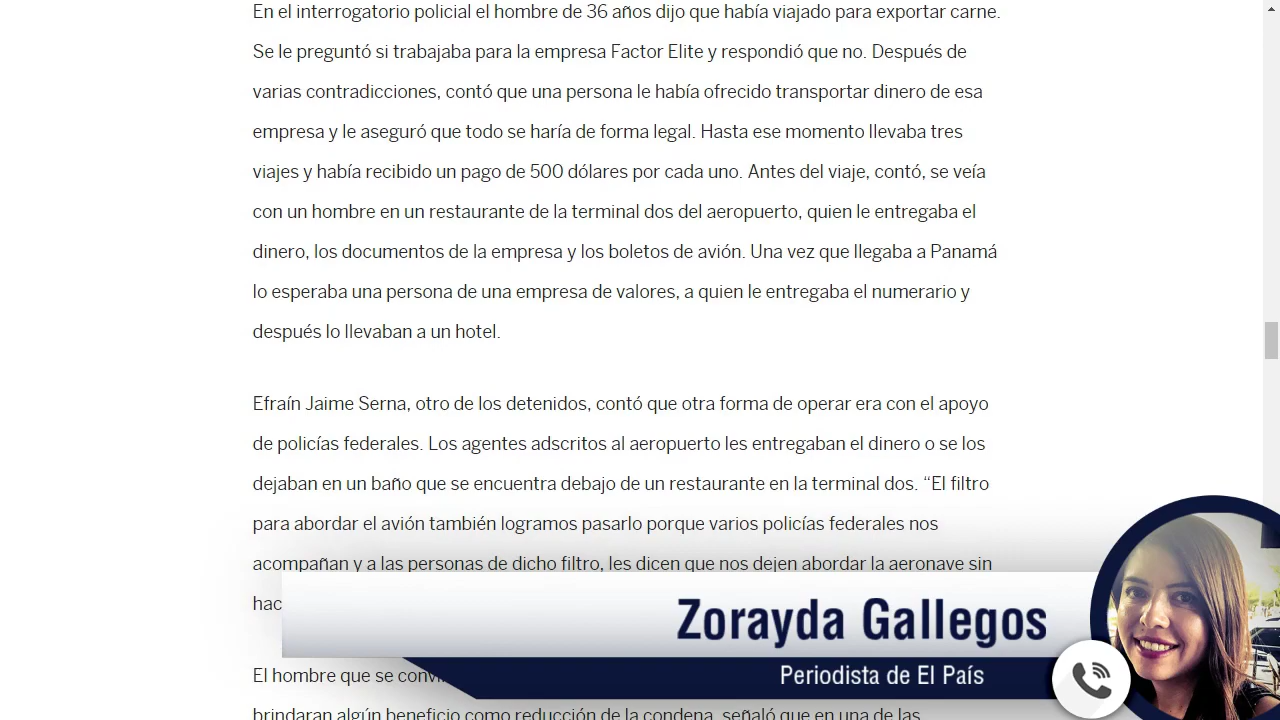 En el interrogatorio policial el hombre de 36 años dijo que había viajado para exportar carne.
Se le preguntó si trabajaba para la empresa Factor Elite y respondió que no. Después de
varias contradicciones, contó que una persona le había ofrecido transportar dinero de esa
empresa y le aseguró que todo se haría de forma legal. Hasta ese momento llevaba tres
viajes y había recibido un pago de 500 dólares por cada uno. Antes del viaje, contó, se veía
con un hombre en un restaurante de la terminal dos del aeropuerto, quien le entregaba el
dinero, los documentos de la empresa y los boletos de avión. Una vez que llegaba a Panamá
lo esperaba una persona de una empresa de valores, a quien le entregaba el numerario y
después lo llevaban a un hotel.
Efraín Jaime Serna, otro de los detenidos, contó que otra forma de operar era con el apoyo
de policías federales. Los agentes adscritos al aeropuerto les entregaban el dinero o se los
dejaban en un baño que se encuentra debajo de un restaurante en la terminal dos. “El filtro
para abordar el avión también logramos pasarlo porque varios policías federales nos
acompañan y a las personas de dicho filtro, les dicen que nos dejen abordar la aeronave sin
hac
Zorayda Gallegos
Periodista de El País
El hombre que se
brindaran algún beneficio como reducción de la condena, señaló que en una de las